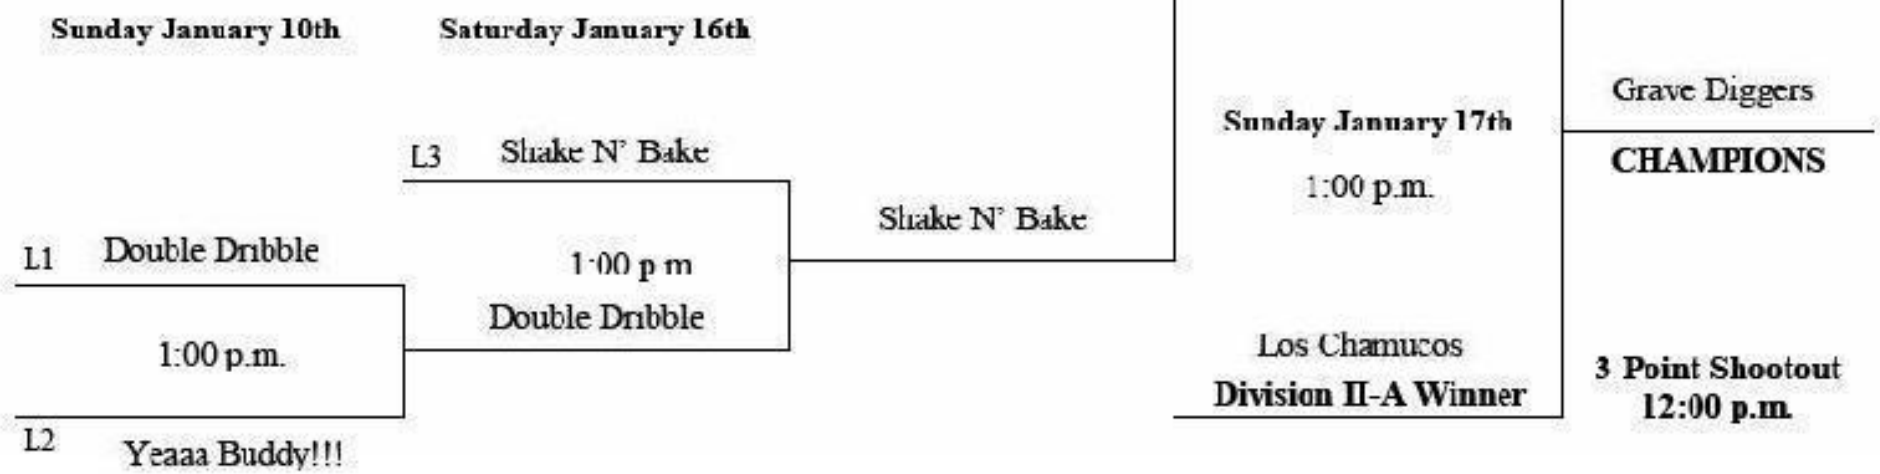 Sunday January 10th
Saturday January 16th
Grave Diggers
CHAMPIONS
Sunday January 17th
1:00 p.m.
L3 Shake N' Bake
Shake N' Bake
L1 Double Dribble
1:00 p m
Double Dribble
1:00 p.m.
L2 Yeaaa Buddy!!!
Los Chamucos
Division II-A Winner
3 Point Shootout
12:00 p.m.